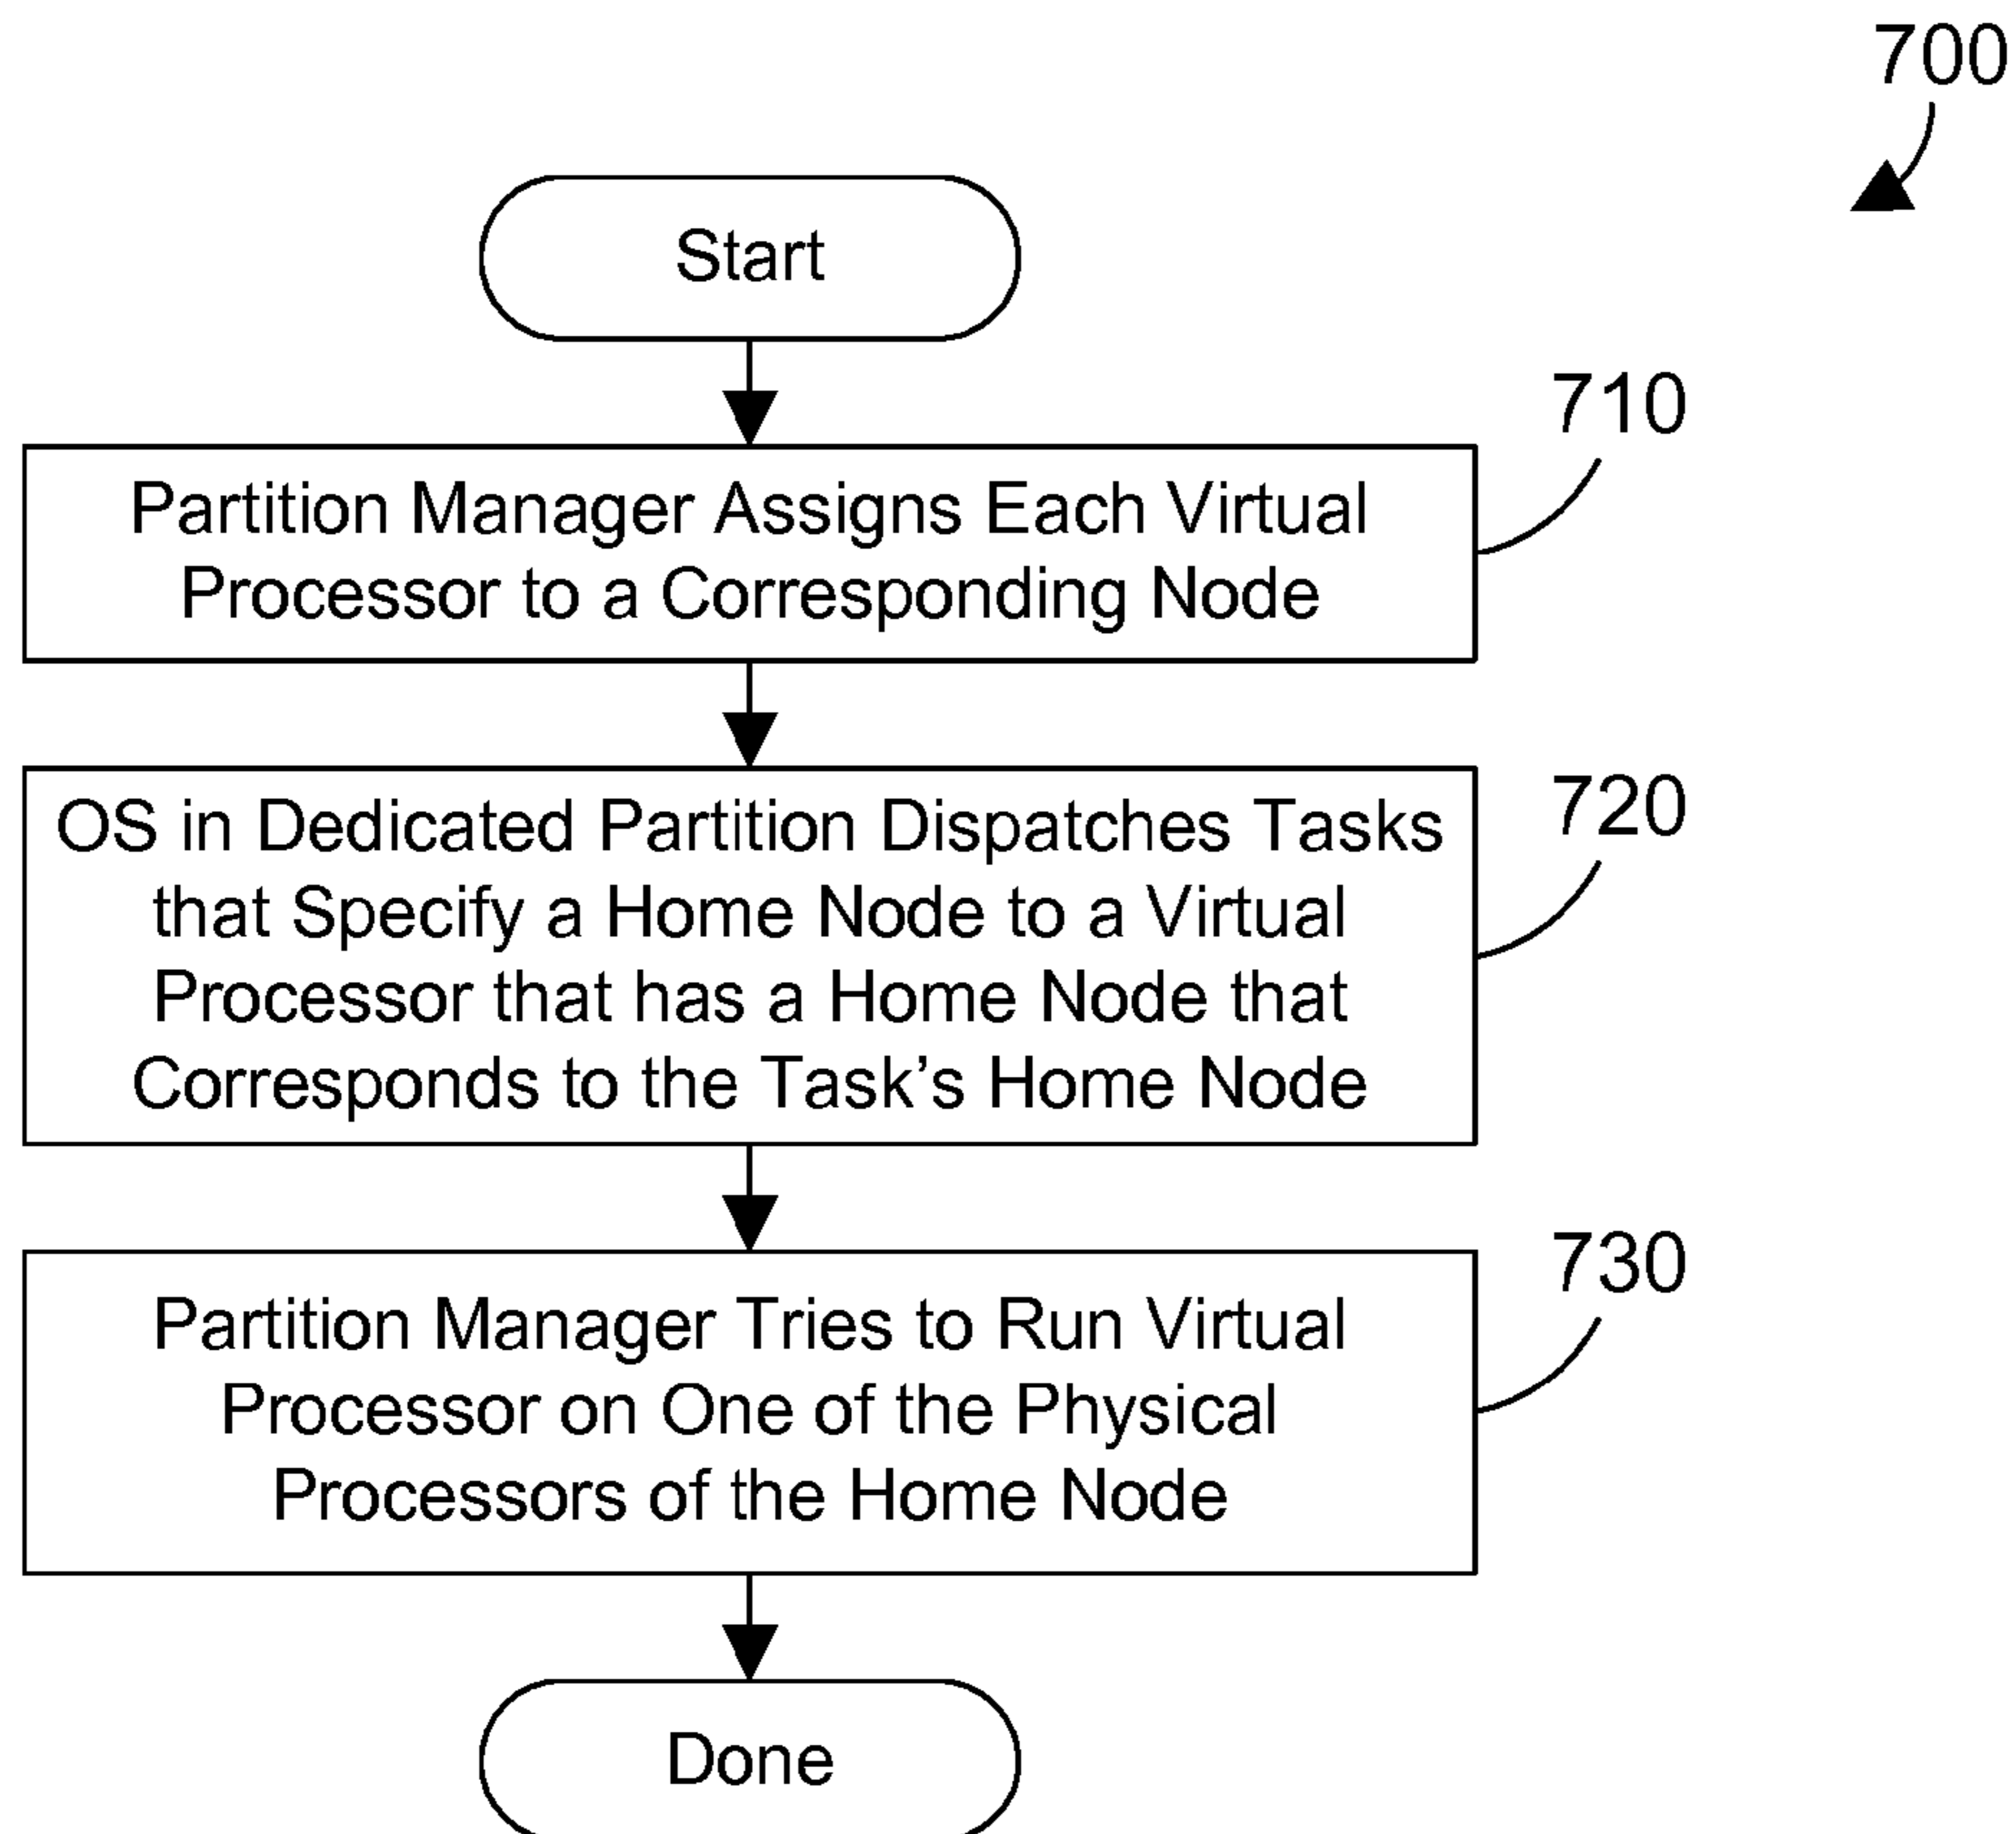 700
Start
710
Partition Manager Assigns Each Virtual
Processor to a Corresponding Node
720
OS in Dedicated Partition Dispatches Tasks
that Specify a Home Node to a Virtual
Processor that has a Home Node that
Corresponds to the Task’s Home Node
730
Partition Manager Tries to Run Virtual
Processor on One of the Physical
Processors of the Home Node
Done